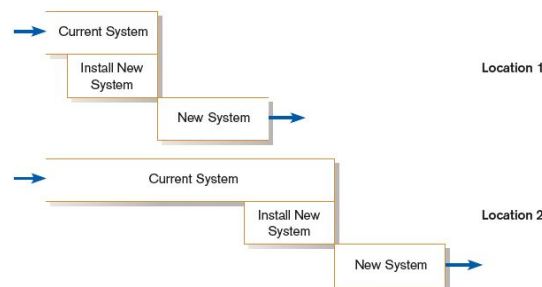 Current System
Install New
System
Location 1
New System
Current System
Install New
System
Location 2
New System